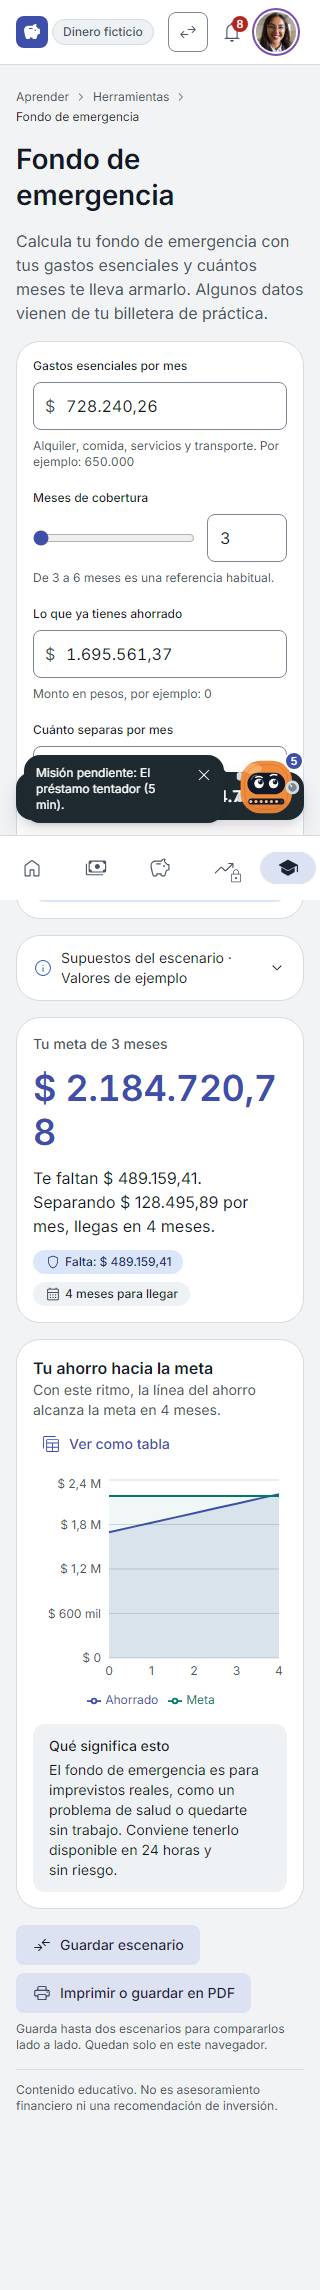 Dinero ficticio
8
Aprender
Herramientas
Fondo de emergencia
Fondo de
emergencia
Calcula tu fondo de emergencia con
tus gastos esenciales y cuántos
meses te lleva armarlo. Algunos datos
vienen de tu billetera de práctica.
Gastos esenciales por mes
$ 728.240,26
Alquiler, comida, servicios y transporte. Por
ejemplo: 650.000
Meses de cobertura
3
De 3 a 6 meses es una referencia habitual.
Lo que ya tienes ahorrado
$ 1.695.561,37
Monto en pesos, por ejemplo: 0
Cuánto separas por mes
Misión pendiente: El
préstamo tentador (5
min).
5
Supuestos del escenario ·
Valores de ejemplo
Tu meta de 3 meses
$ 2.184.720,7
8
Te faltan $ 489.159,41.
Separando $ 128.495,89 por
mes, llegas en 4 meses.
Falta: $ 489.159,41
4 meses para llegar
Tu ahorro hacia la meta
Con este ritmo, la línea del ahorro
alcanza la meta en 4 meses.
Ver como tabla
$ 2,4 M
$ 1,8 M
$ 1,2 M
$ 600 mil
$ 0
0 1 2 3 4
Ahorrado Meta
Qué significa esto
El fondo de emergencia es para
imprevistos reales, como un
problema de salud o quedarte
sin trabajo. Conviene tenerlo
disponible en 24 horas y
sin riesgo.
Guardar escenario
Imprimir o guardar en PDF
Guarda hasta dos escenarios para compararlos
lado a lado. Quedan solo en este navegador.
Contenido educativo. No es asesoramiento
financiero ni una recomendación de inversión.